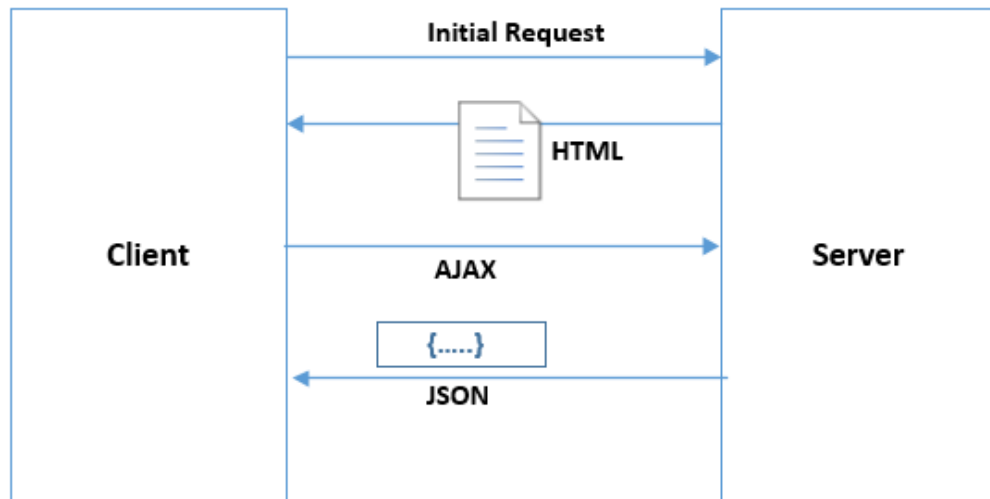 Initial Request
HTML
Client
Server
AJAX
{.....}
JSON